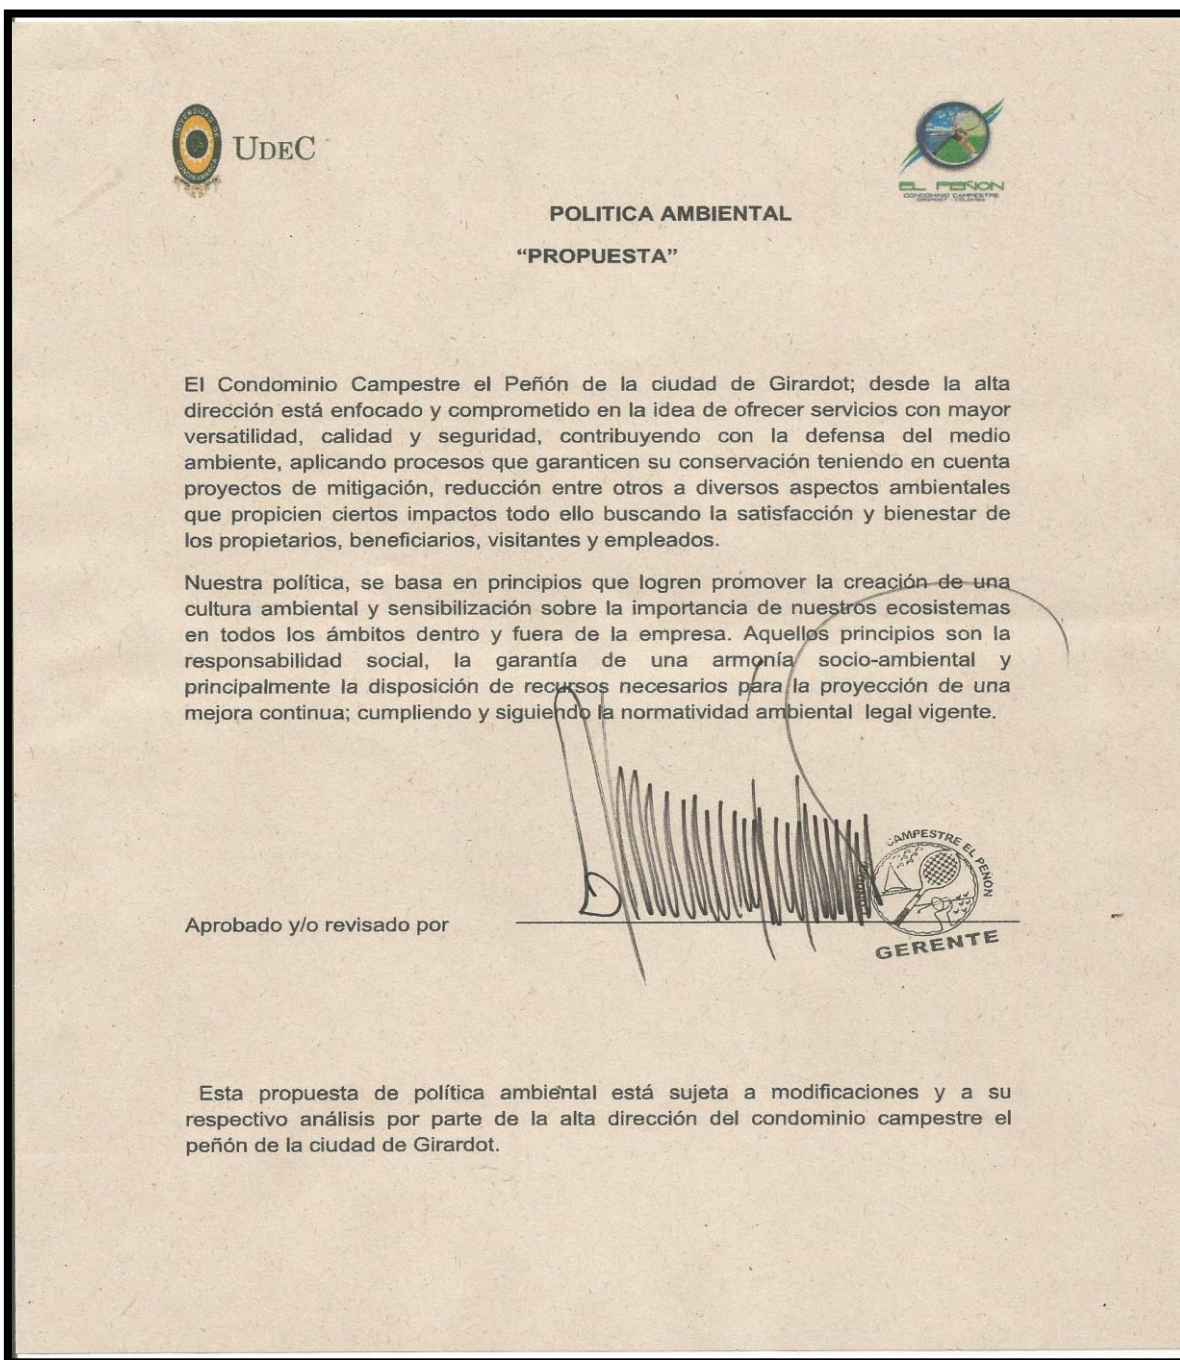 UNIVERSIDAD DE CUNDINAMARCA
UDEC
EL PEÑON
CONDOMINIO CAMPESTRE
GIRARDOT - COLOMBIA
POLITICA AMBIENTAL
“PROPUESTA”
El Condominio Campestre el Peñón de la ciudad de Girardot; desde la alta
dirección está enfocado y comprometido en la idea de ofrecer servicios con mayor
versatilidad, calidad y seguridad, contribuyendo con la defensa del medio
ambiente, aplicando procesos que garanticen su conservación teniendo en cuenta
proyectos de mitigación, reducción entre otros a diversos aspectos ambientales
que propicien ciertos impactos todo ello buscando la satisfacción y bienestar de
los propietarios, beneficiarios, visitantes y empleados.
Nuestra política, se basa en principios que logren promover la creación de una
cultura ambiental y sensibilización sobre la importancia de nuestros ecosistemas
en todos los ámbitos dentro y fuera de la empresa. Aquellos principios son la
responsabilidad social, la garantía de una armonía socio-ambiental y
principalmente la disposición de recursos necesarios para la proyección de una
mejora continua; cumpliendo y siguiendo la normatividad ambiental legal vigente.
CAMPESTRE EL PEÑÓN
GERENTE
Aprobado y/o revisado por
Esta propuesta de política ambiental está sujeta a modificaciones y a su
respectivo análisis por parte de la alta dirección del condominio campestre el
peñón de la ciudad de Girardot.